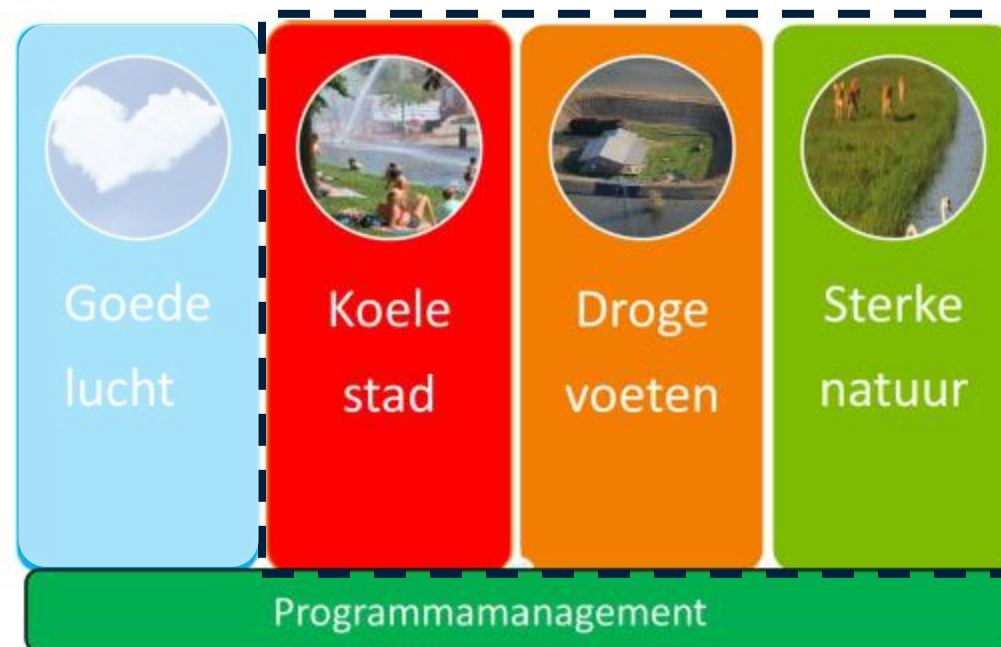 Goede
lucht
Koele
stad
Droge
voeten
Sterke
natuur
Programmamanagement